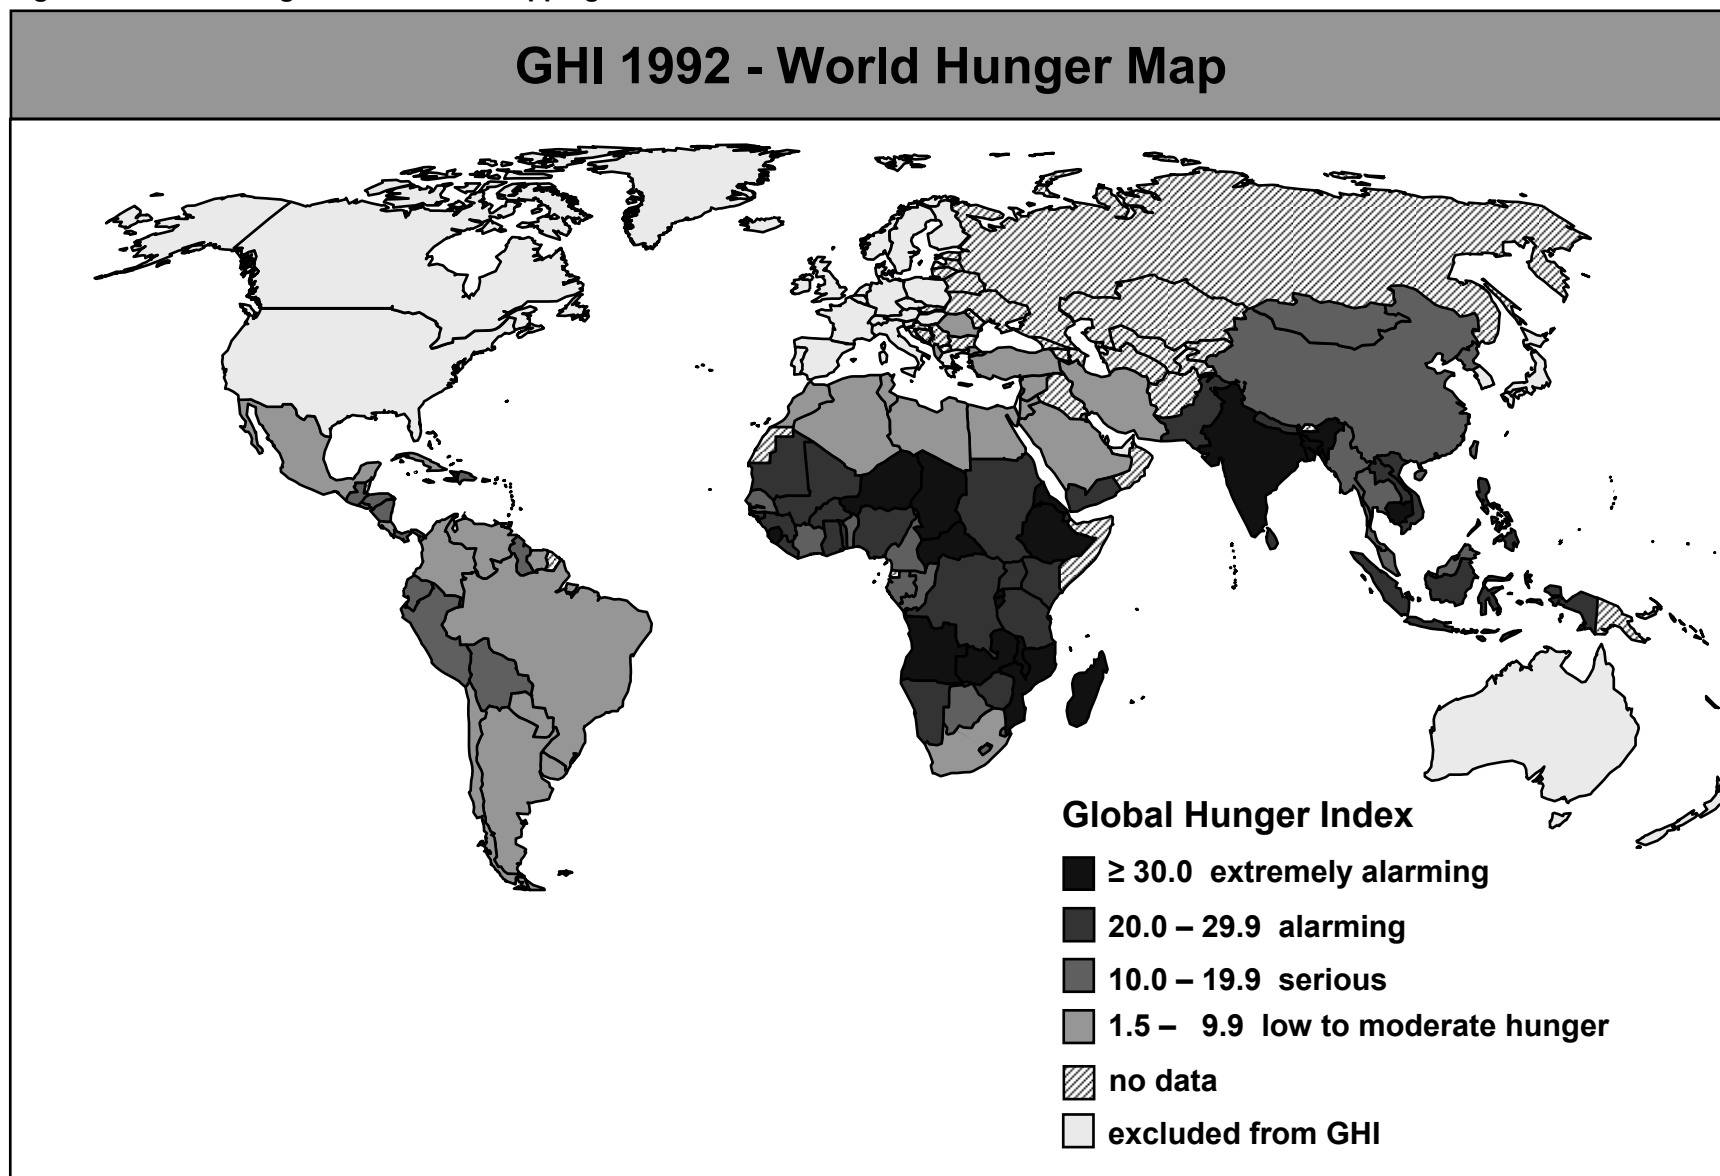 GHI 1992 - World Hunger Map
Global Hunger Index
≥ 30.0 extremely alarming
20.0 – 29.9 alarming
10.0 – 19.9 serious
1.5 – 9.9 low to moderate hunger
no data
excluded from GHI